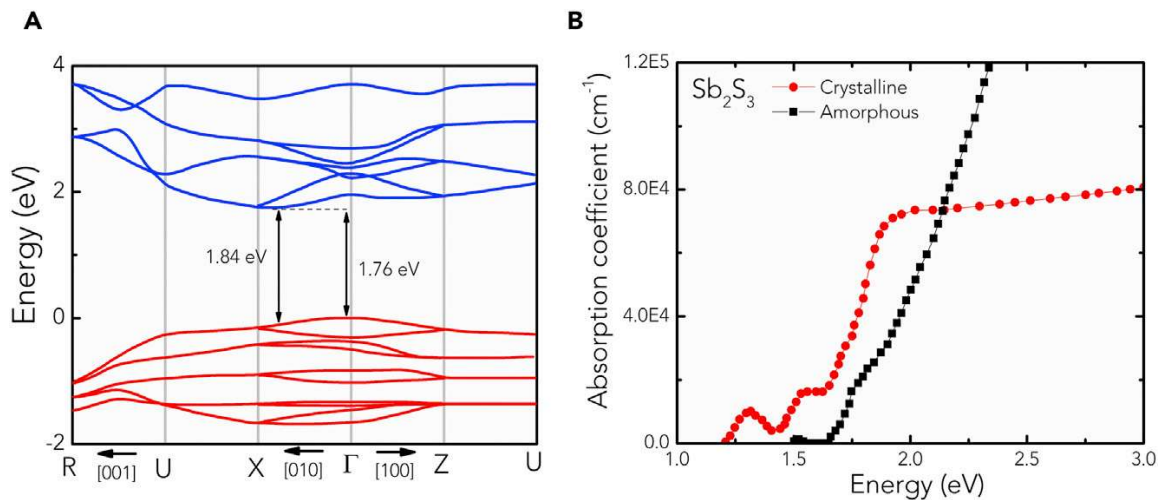 A
B
Energy (eV)
4
2
0
-2
1.84 eV
1.76 eV
R
[001]
U
X
[010]
Γ
[100]
Z
U
Absorption coefficient (cm⁻¹)
1.2E5
8.0E4
4.0E4
0.0
Sb₂S₃
Crystalline
Amorphous
1.0
1.5
2.0
2.5
3.0
Energy (eV)